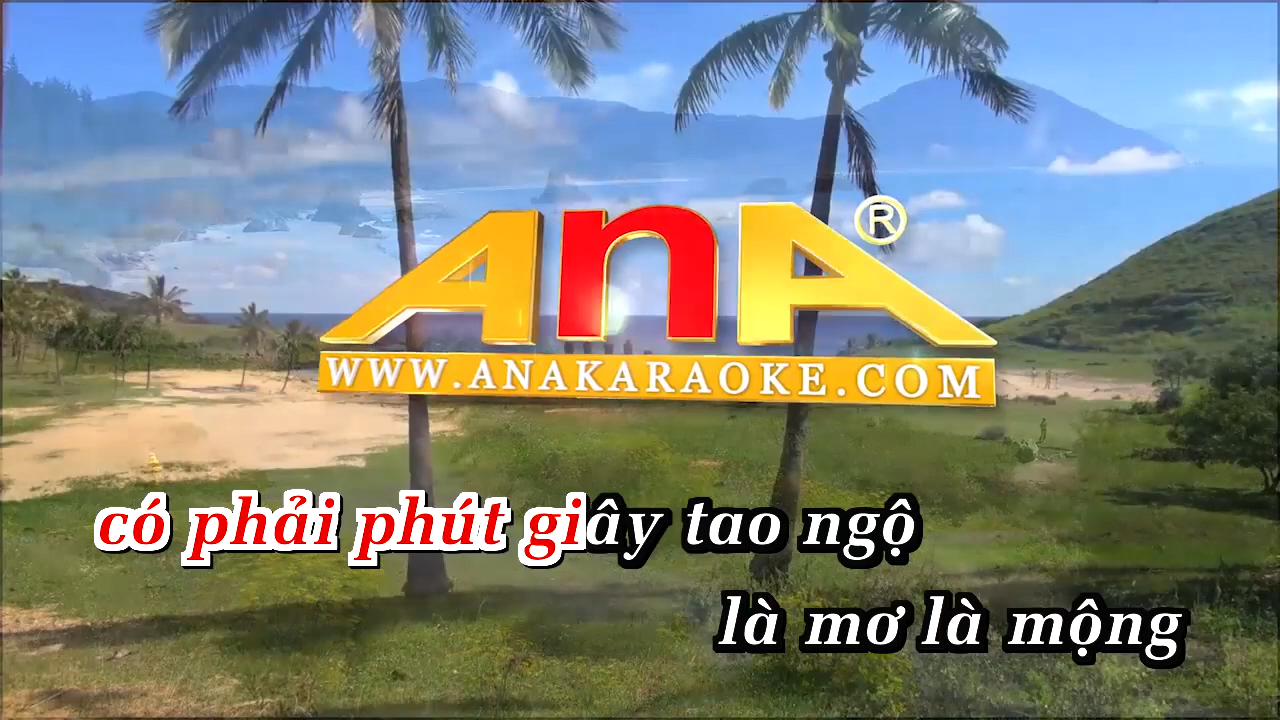 AnA ®
WWW.ANAKARAOKE.COM
có phải phút giây tao ngộ
là mơ là mộng